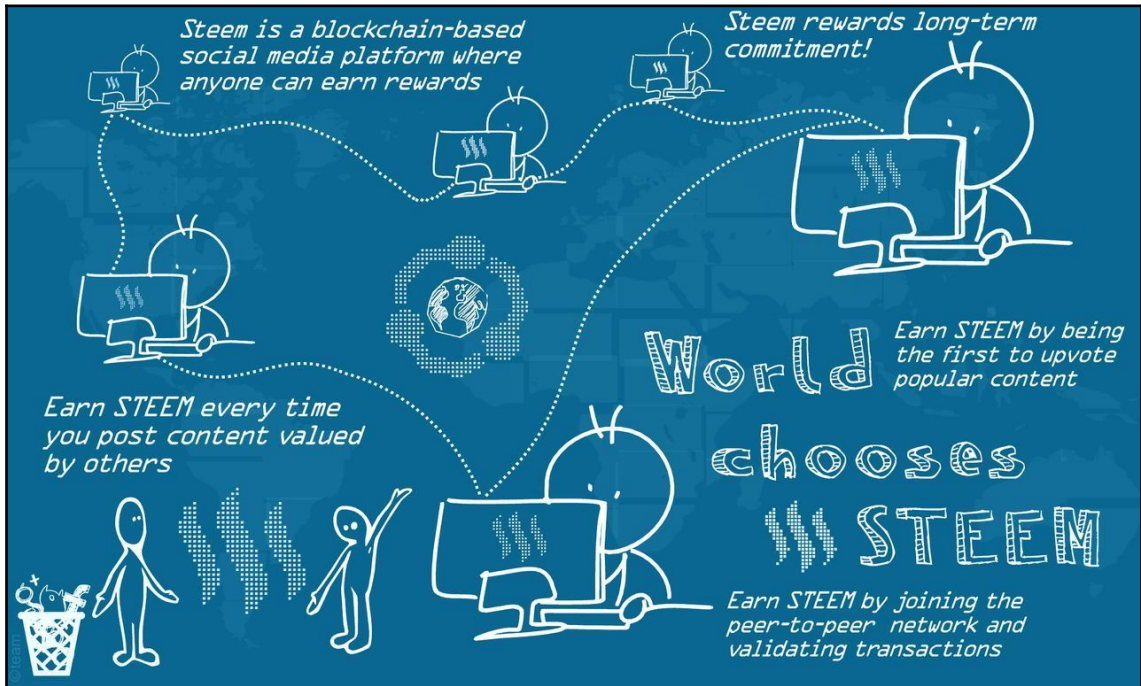 Steem is a blockchain-based
social media platform where
anyone can earn rewards
Steem rewards long-term
commitment!
World
chooses
STEEM
Earn STEEM by being
the first to upvote
popular content
Earn STEEM every time
you post content valued
by others
Earn STEEM by joining the
peer-to-peer network and
validating transactions
©team